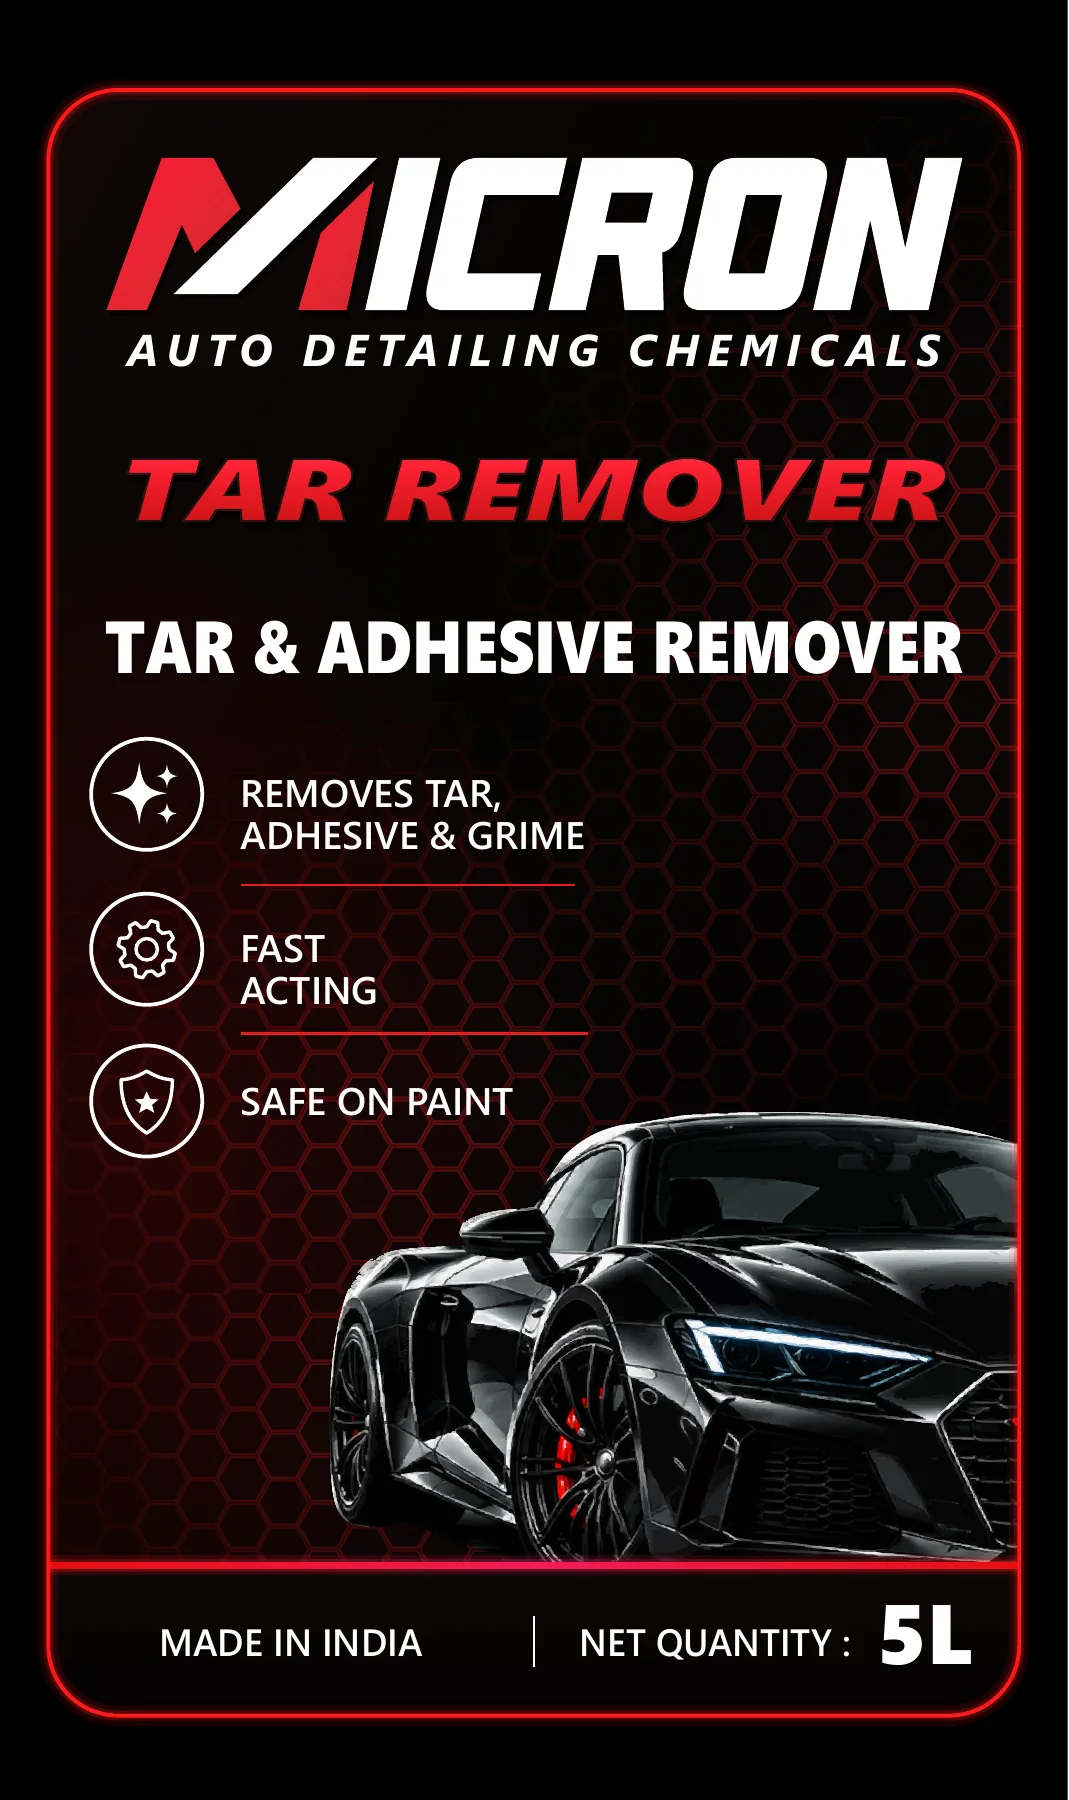 MICRON
AUTO DETAILING CHEMICALS
TAR REMOVER
TAR & ADHESIVE REMOVER
REMOVES TAR,
ADHESIVE & GRIME
FAST
ACTING
SAFE ON PAINT
MADE IN INDIA
NET QUANTITY : 5L